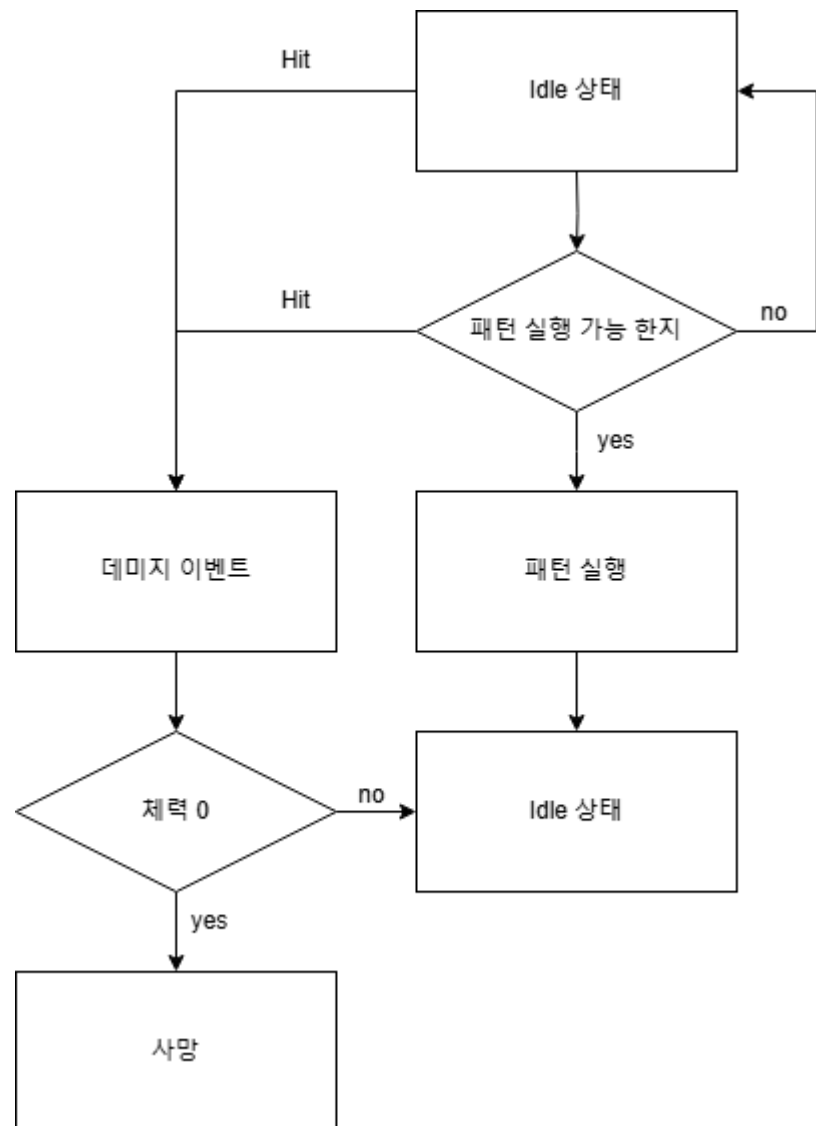 Hit
Idle 상태
Hit
패턴 실행 가능 한지
no
yes
데미지 이벤트
패턴 실행
체력 0
no
Idle 상태
yes
사망